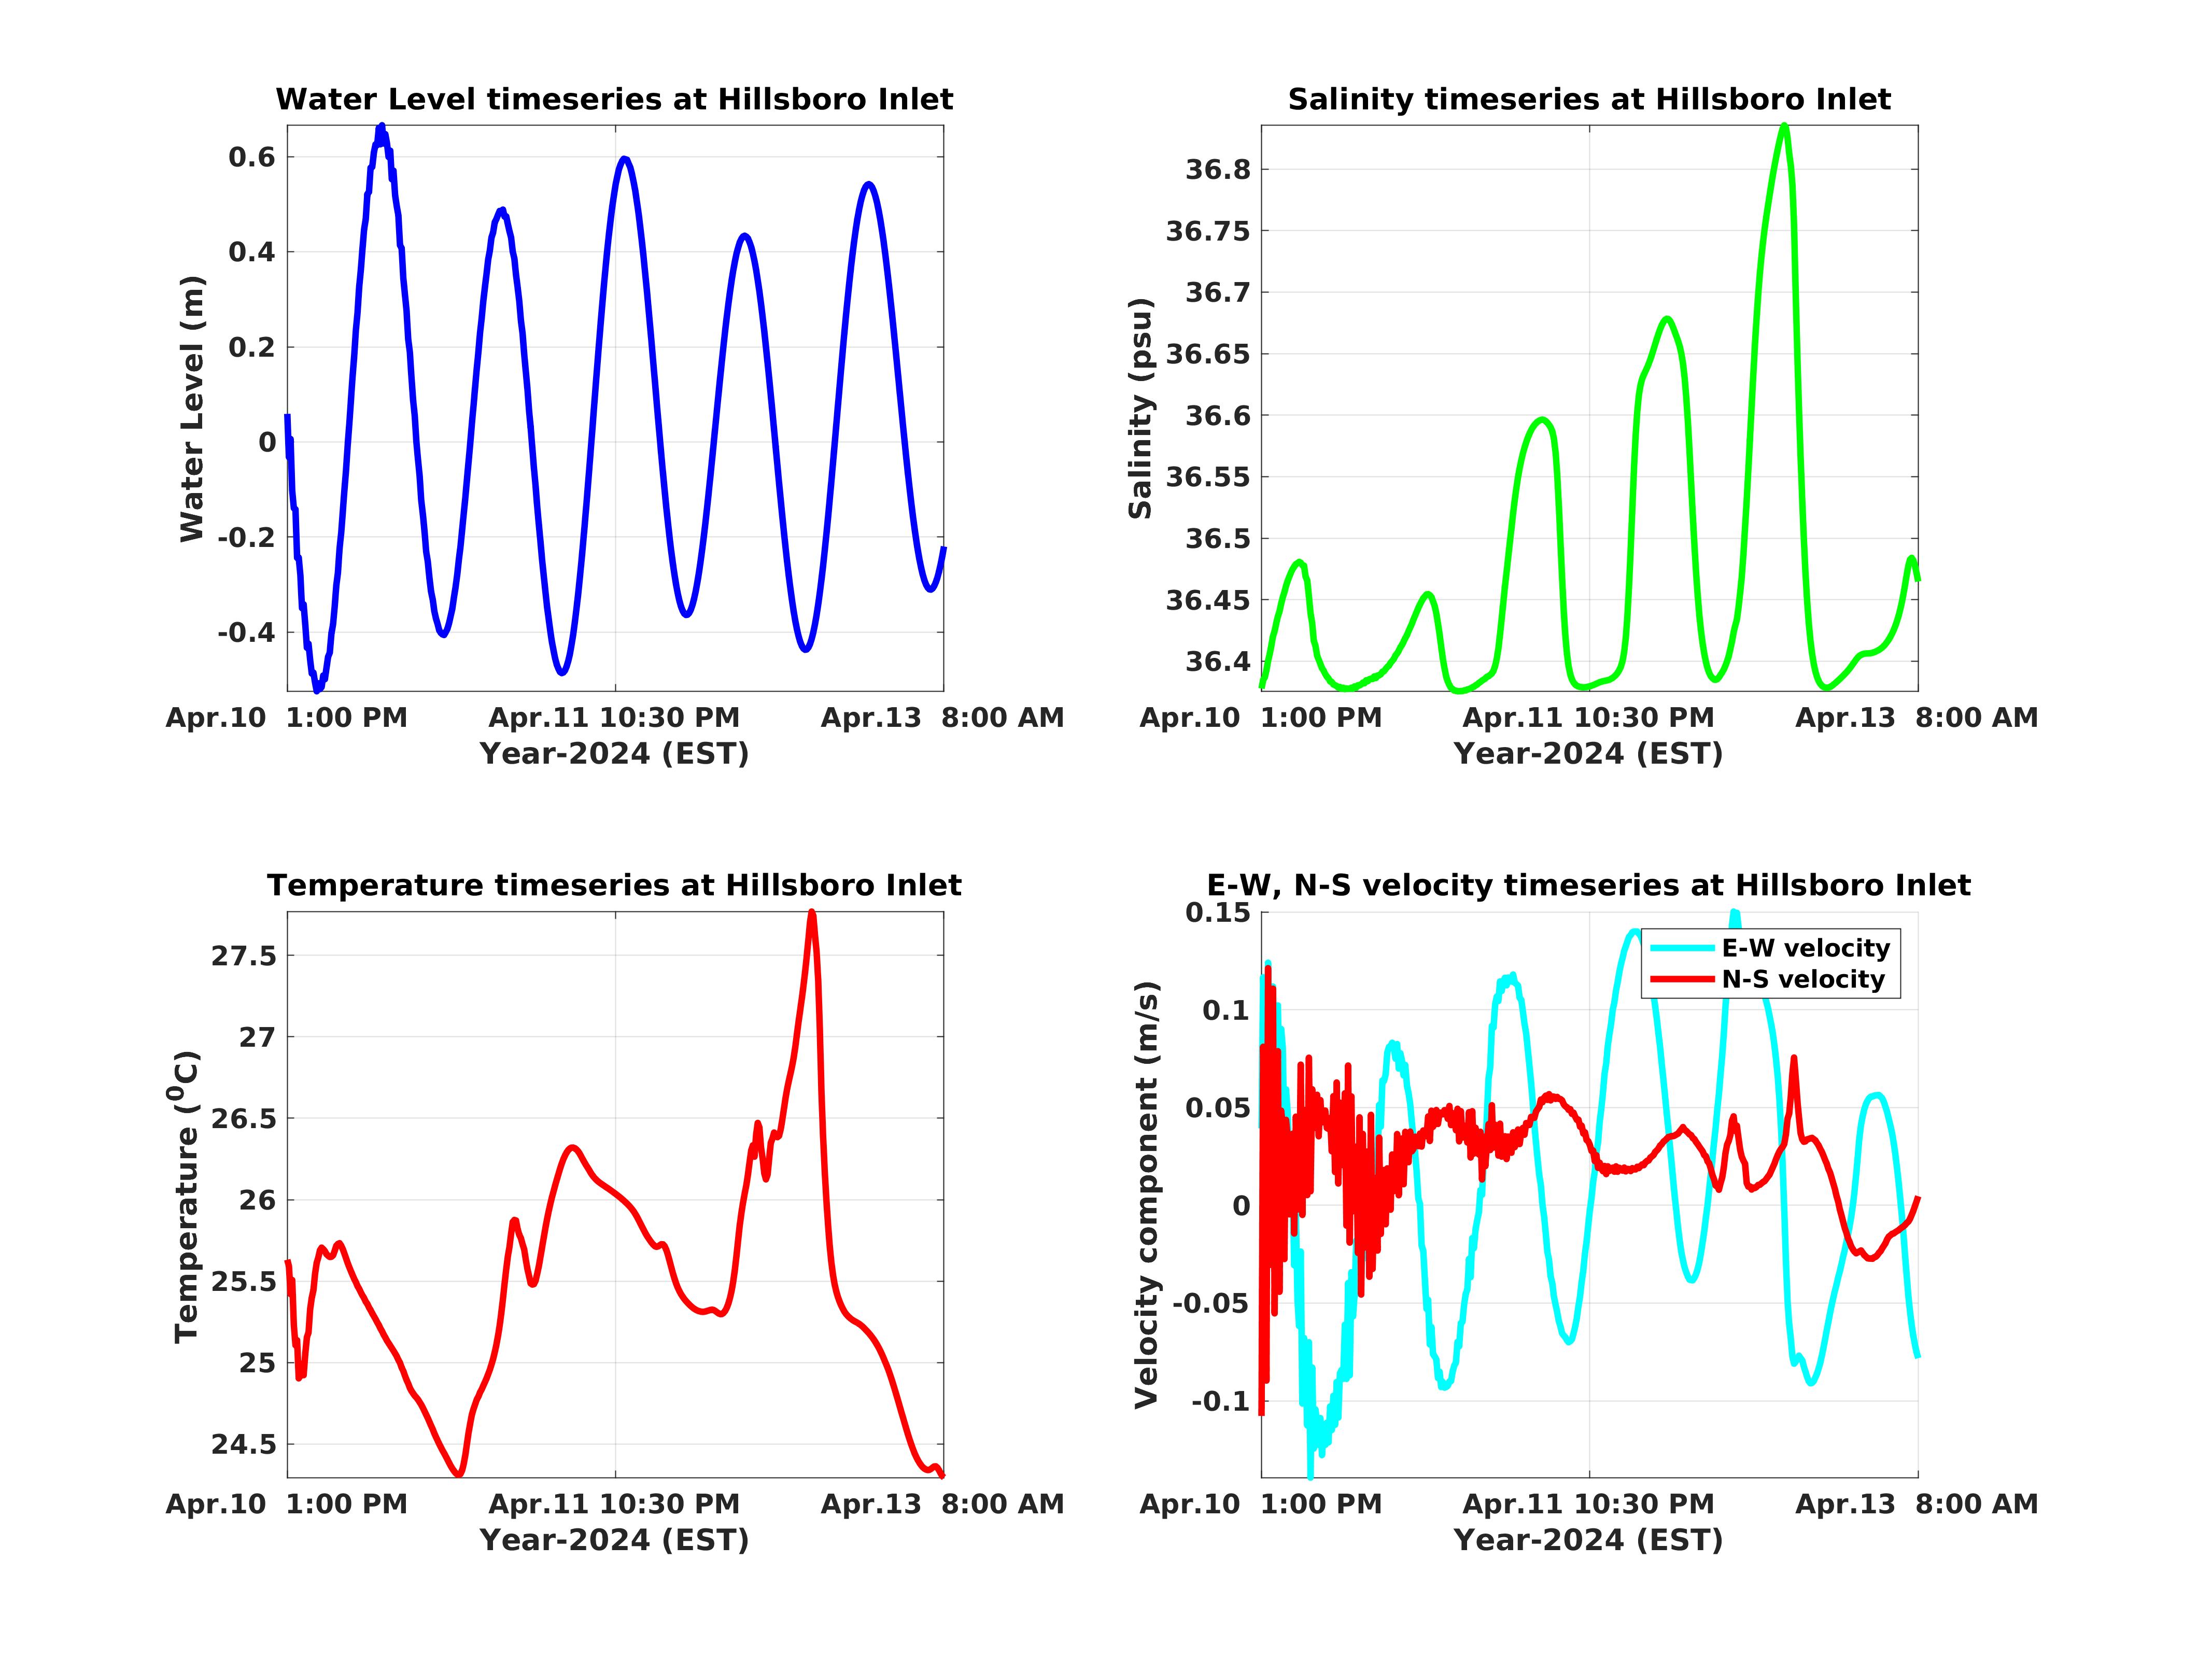 Water Level timeseries at Hillsboro Inlet
Water Level (m)
0.6
0.4
0.2
0
-0.2
-0.4
Apr.10 1:00 PM
Apr.11 10:30 PM
Apr.13 8:00 AM
Year-2024 (EST)
Salinity timeseries at Hillsboro Inlet
Salinity (psu)
36.8
36.75
36.7
36.65
36.6
36.55
36.5
36.45
36.4
Apr.10 1:00 PM
Apr.11 10:30 PM
Apr.13 8:00 AM
Year-2024 (EST)
Temperature timeseries at Hillsboro Inlet
Temperature (⁰C)
27.5
27
26.5
26
25.5
25
24.5
Apr.10 1:00 PM
Apr.11 10:30 PM
Apr.13 8:00 AM
Year-2024 (EST)
E-W, N-S velocity timeseries at Hillsboro Inlet
Velocity component (m/s)
0.15
0.1
0.05
0
-0.05
-0.1
E-W velocity
N-S velocity
Apr.10 1:00 PM
Apr.11 10:30 PM
Apr.13 8:00 AM
Year-2024 (EST)